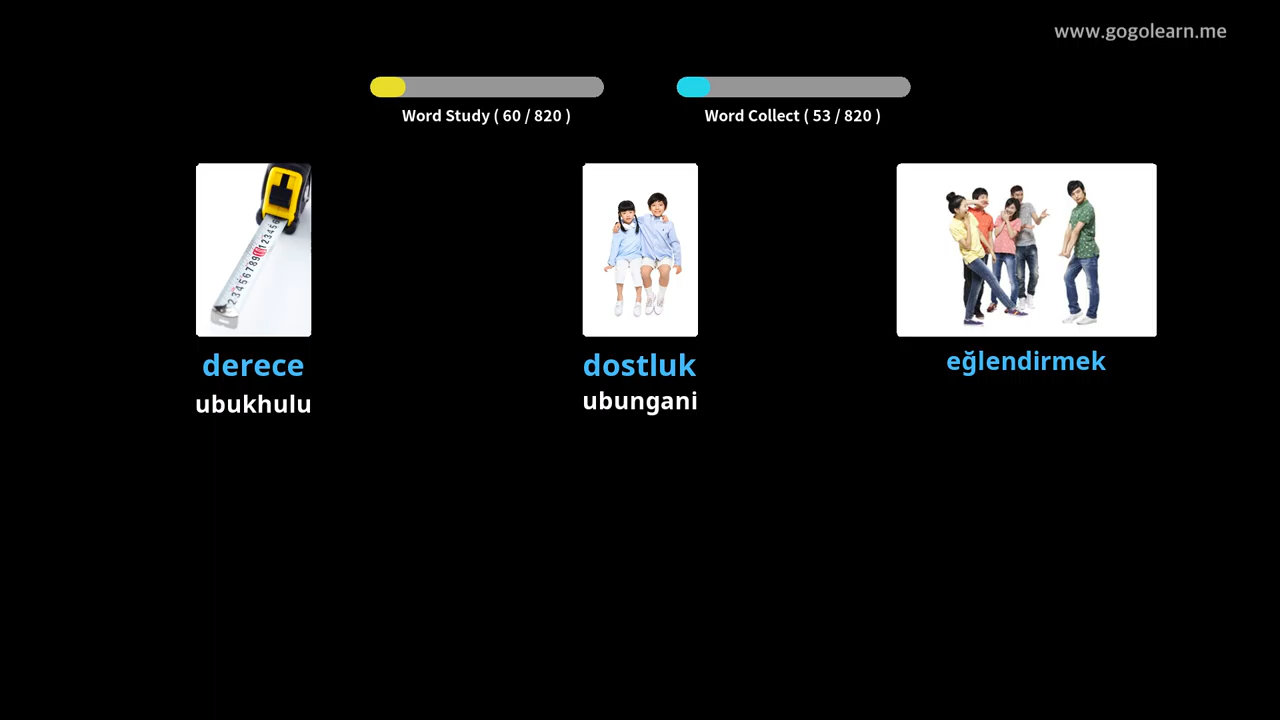 www.gogolearn.me
Word Study ( 60 / 820 )
Word Collect ( 53 / 820 )
derece
ubukhulu
dostluk
ubungani
eğlendirmek